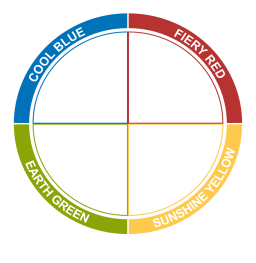 COOL BLUE
FIERY RED
EARTH GREEN
SUNSHINE YELLOW